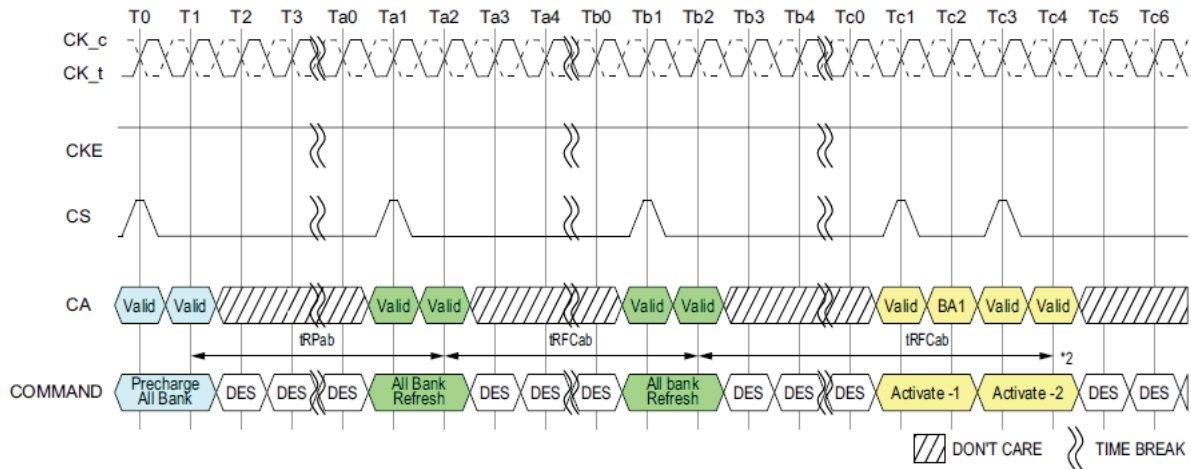 T0 T1 T2 T3 Ta0 Ta1 Ta2 Ta3 Ta4 Tb0 Tb1 Tb2 Tb3 Tb4 Tc0 Tc1 Tc2 Tc3 Tc4 Tc5 Tc6
CK_c
CK_t
CKE
CS
CA Valid Valid Valid Valid Valid Valid Valid BA1 Valid Valid
tRPab tRFCab tRFCab *2
COMMAND Precharge All Bank DES DES DES All Bank Refresh DES DES DES All bank Refresh DES DES DES Activate -1 Activate -2 DES DES
DON'T CARE TIME BREAK